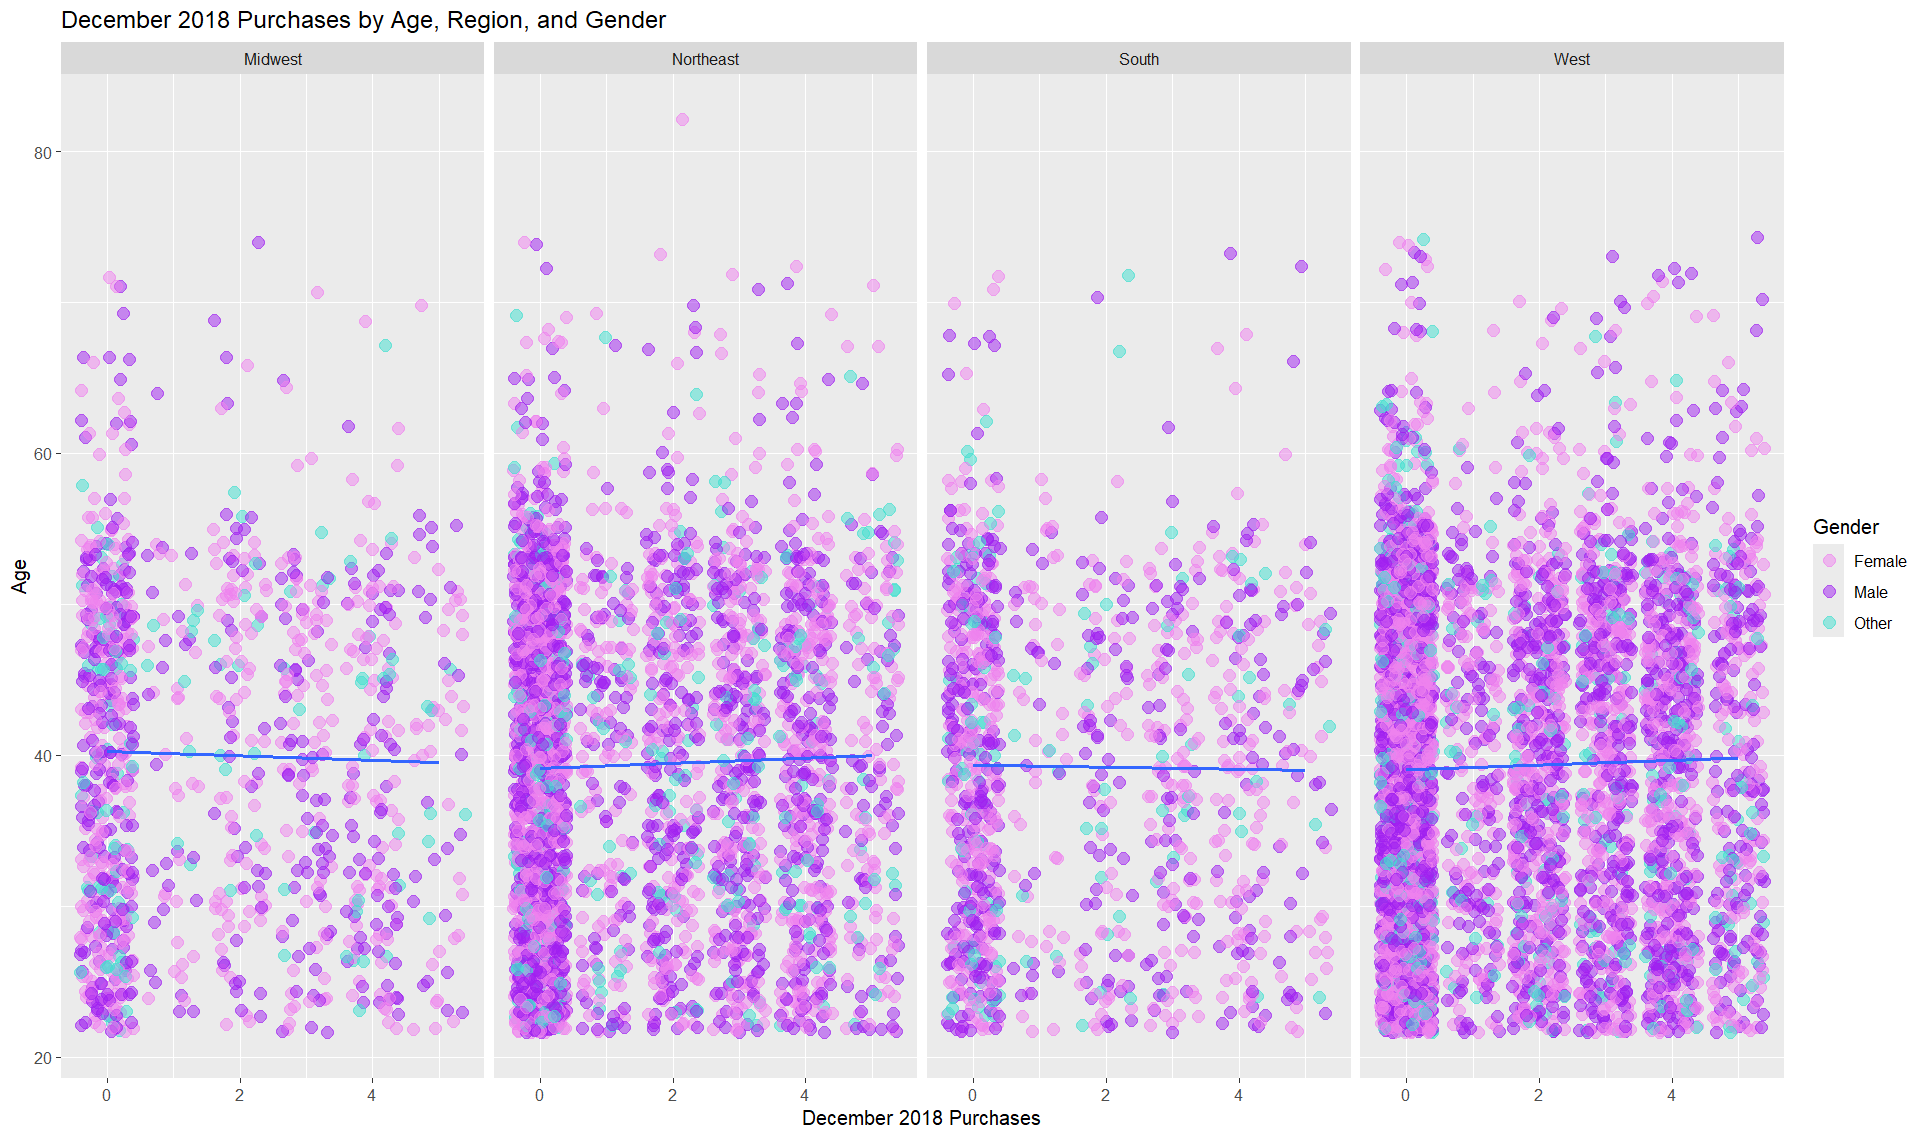 December 2018 Purchases by Age, Region, and Gender
Midwest
Northeast
South
West
80
60
40
20
Age
0
2
4
0
2
4
0
2
4
0
2
4
December 2018 Purchases
Gender
Female
Male
Other